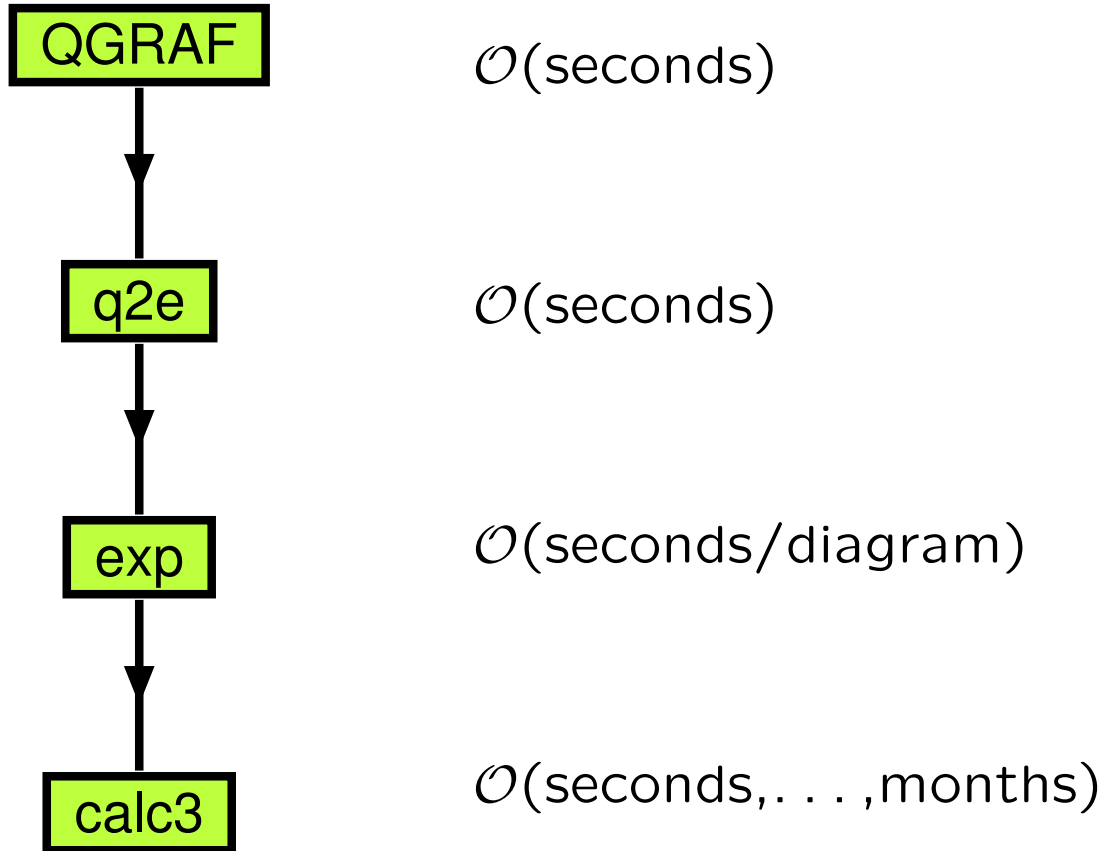 QGRAF
𝒪(seconds)
q2e
𝒪(seconds)
exp
𝒪(seconds/diagram)
calc3
𝒪(seconds,. . . ,months)